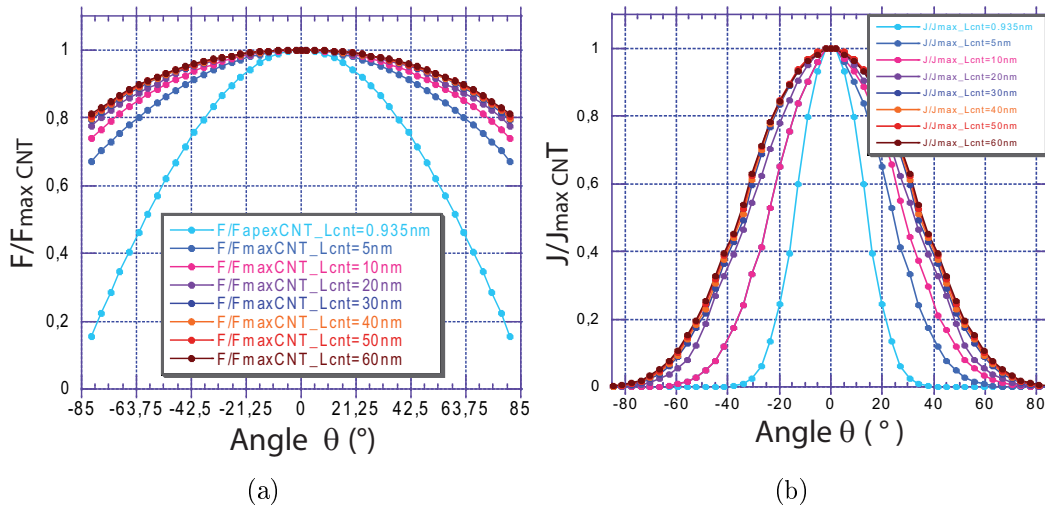 F/Fmax CNT
1
0,8
0,6
0,4
0,2
0
F/FapexCNT_Lcnt=0.935nm
F/FmaxCNT_Lcnt=5nm
F/FmaxCNT_Lcnt=10nm
F/FmaxCNT_Lcnt=20nm
F/FmaxCNT_Lcnt=30nm
F/FmaxCNT_Lcnt=40nm
F/FmaxCNT_Lcnt=50nm
F/FmaxCNT_Lcnt=60nm
-85 -63,75 -42,5 -21,25 0 21,25 42,5 63,75 85
Angle θ (°)
(a)
J/Jmax CNT
1
0,8
0,6
0,4
0,2
0
J/Jmax_Lcnt=0.935nm
J/Jmax_Lcnt=5nm
J/Jmax_Lcnt=10nm
J/Jmax_Lcnt=20nm
J/Jmax_Lcnt=30nm
J/Jmax_Lcnt=40nm
J/Jmax_Lcnt=50nm
J/Jmax_Lcnt=60nm
-80 -60 -40 -20 0 20 40 60 80
Angle θ ( ° )
(b)